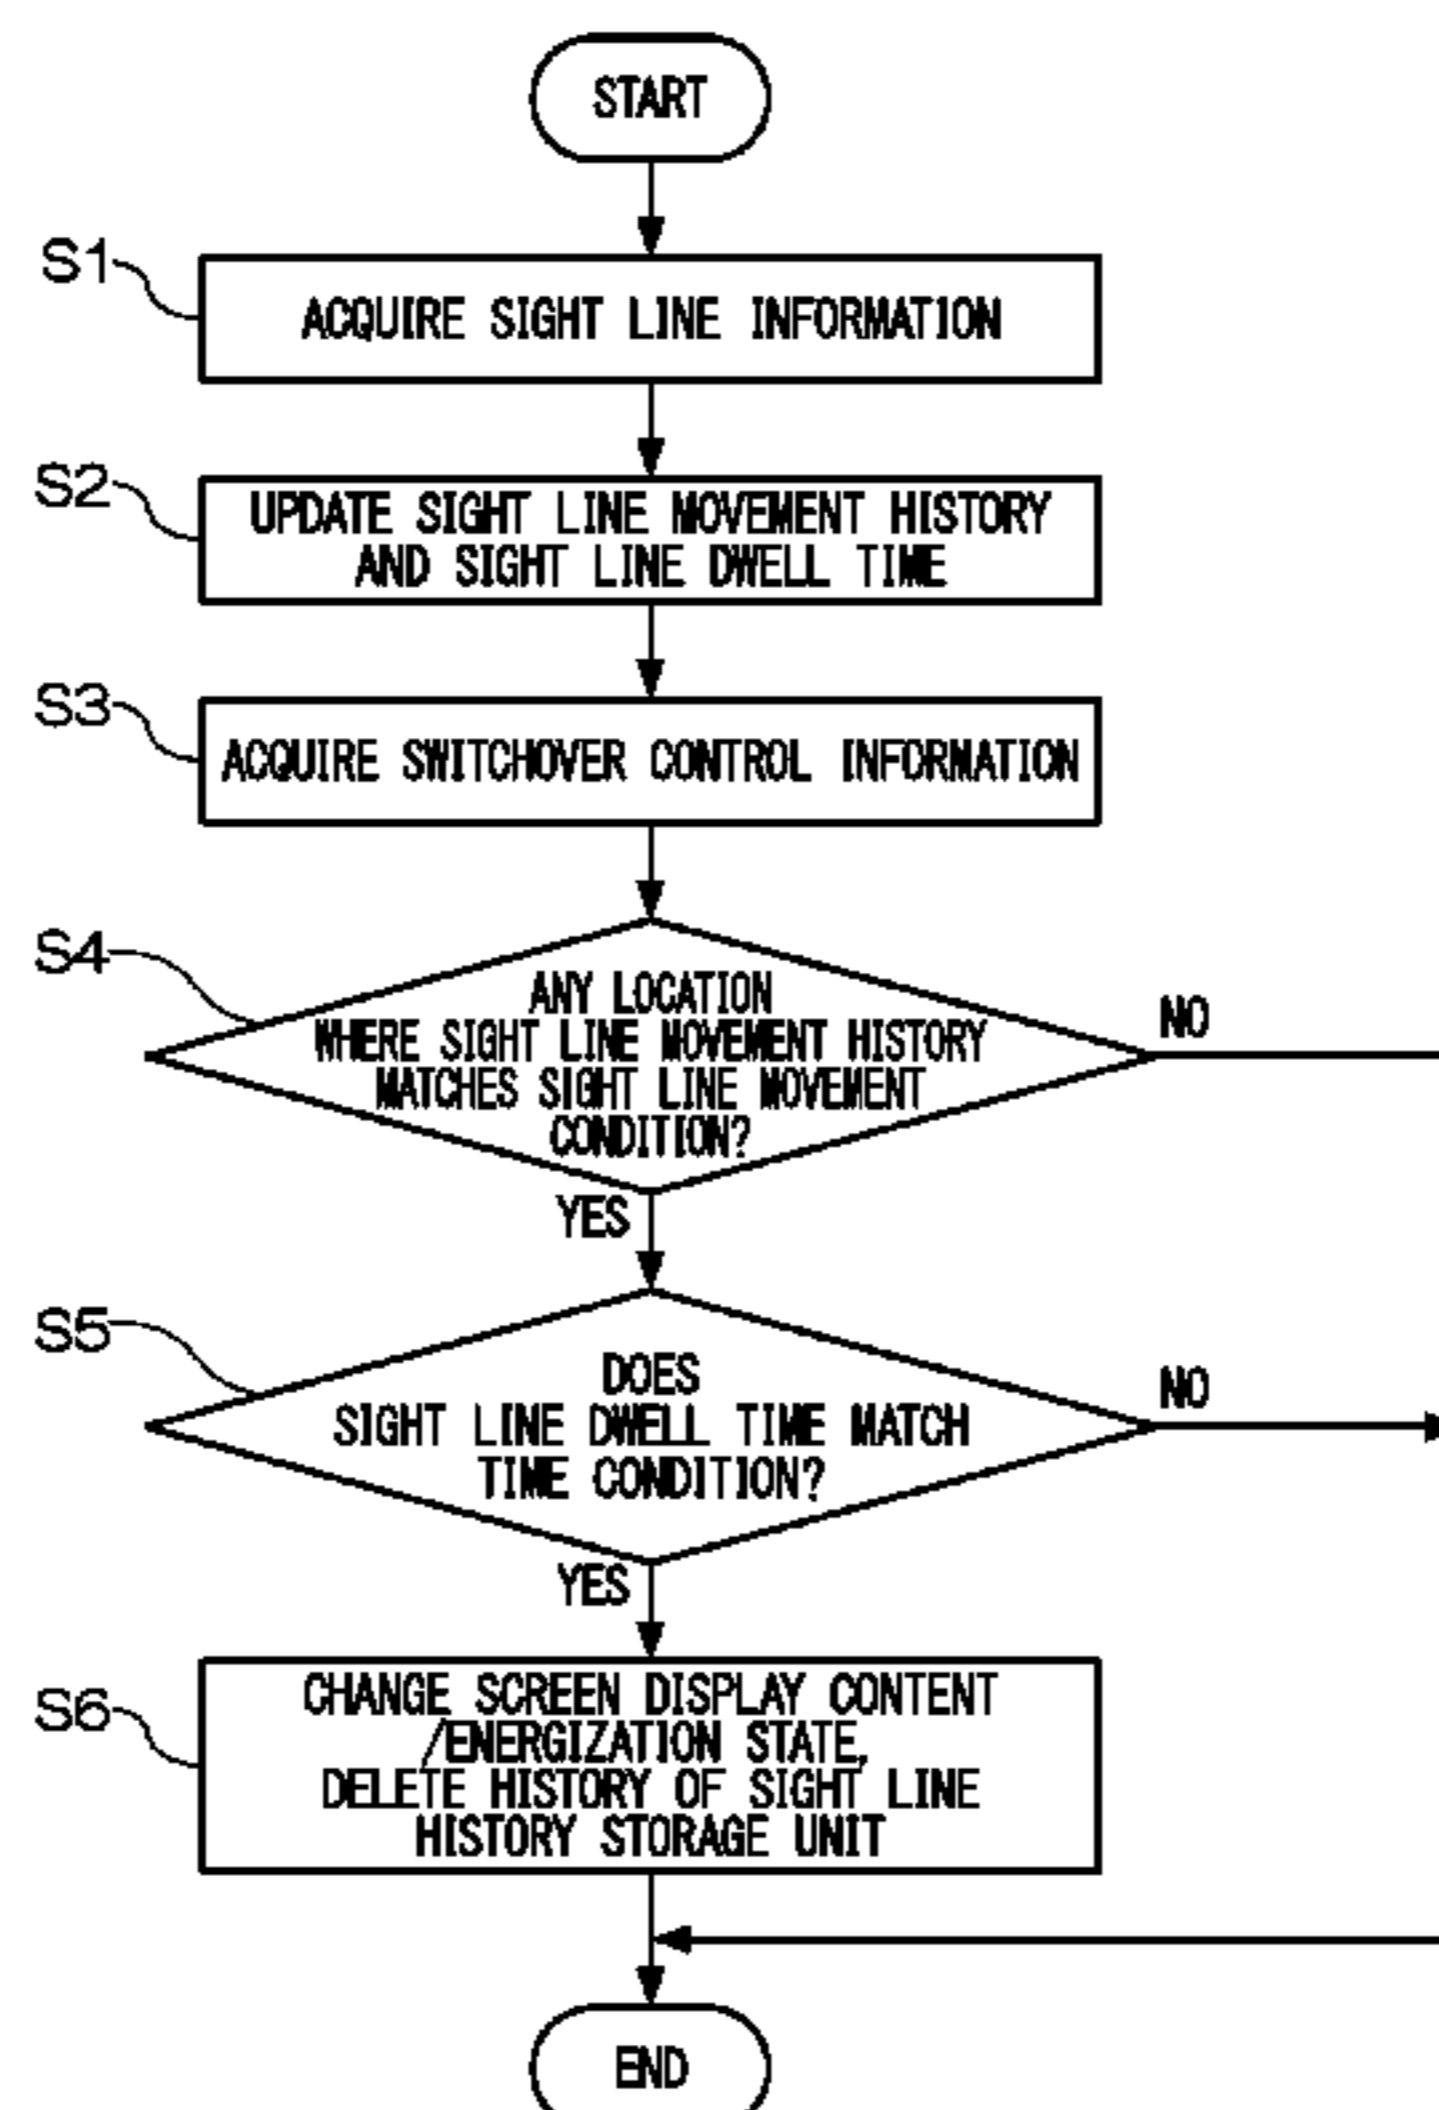 START
S1
ACQUIRE SIGHT LINE INFORMATION
S2
UPDATE SIGHT LINE MOVEMENT HISTORY
AND SIGHT LINE DWELL TIME
S3
ACQUIRE SWITCHOVER CONTROL INFORMATION
S4
ANY LOCATION
WHERE SIGHT LINE MOVEMENT HISTORY
MATCHES SIGHT LINE MOVEMENT
CONDITION?
NO
YES
S5
DOES
SIGHT LINE DWELL TIME MATCH
TIME CONDITION?
NO
YES
S6
CHANGE SCREEN DISPLAY CONTENT
/ENERGIZATION STATE,
DELETE HISTORY OF SIGHT LINE
HISTORY STORAGE UNIT
END